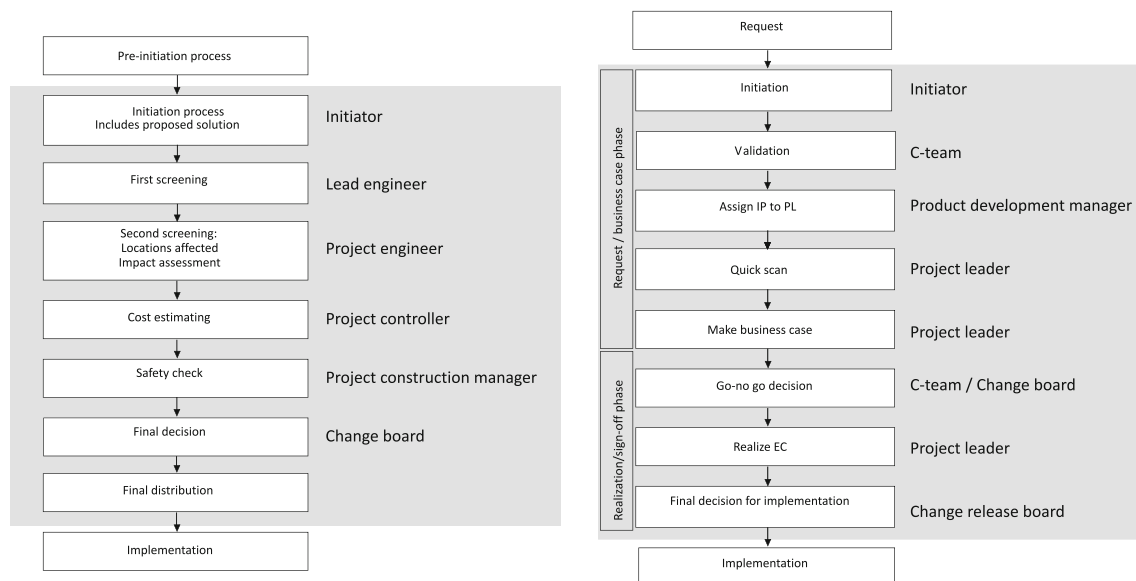 Pre-initiation process
Initiation process
Includes proposed solution
Initiator
First screening
Lead engineer
Second screening:
Locations affected
Impact assessment
Project engineer
Cost estimating
Project controller
Safety check
Project construction manager
Final decision
Change board
Final distribution
Implementation
Request
Request / business case phase
Initiation
Initiator
Validation
C-team
Assign IP to PL
Product development manager
Quick scan
Project leader
Make business case
Project leader
Realization/sign-off phase
Go-no go decision
C-team / Change board
Realize EC
Project leader
Final decision for implementation
Change release board
Implementation